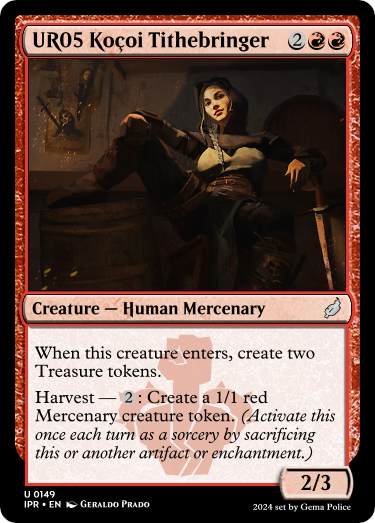 UR05 Koçoi Tithebringer 2
Creature — Human Mercenary
When this creature enters, create two
Treasure tokens.
Harvest — 2 : Create a 1/1 red
Mercenary creature token. (Activate this
once each turn as a sorcery by sacrificing
this or another artifact or enchantment.)
2/3
U 0149
IPR • EN Geraldo Prado
2024 set by Gema Police